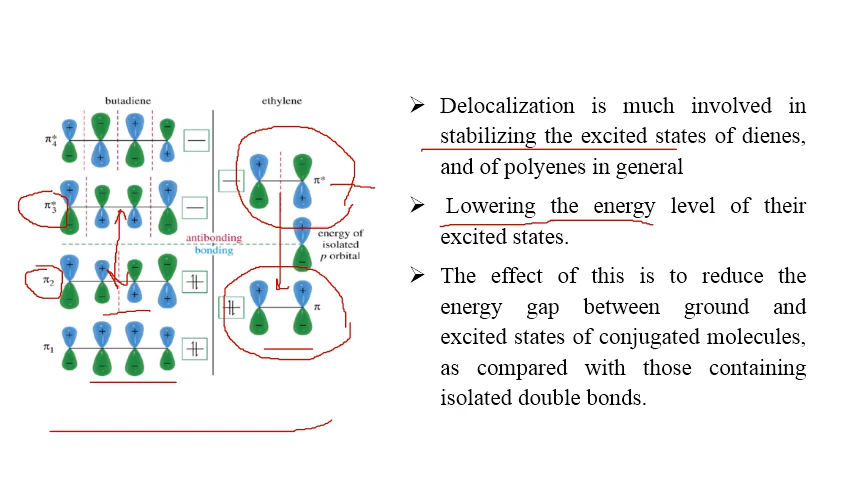 butadiene
ethylene
π4*
π3*
π*
antibonding
bonding
energy of
isolated
p orbital
π2
π
π1
➢ Delocalization is much involved in
stabilizing the excited states of dienes,
and of polyenes in general
➢ Lowering the energy level of their
excited states.
➢ The effect of this is to reduce the
energy gap between ground and
excited states of conjugated molecules,
as compared with those containing
isolated double bonds.